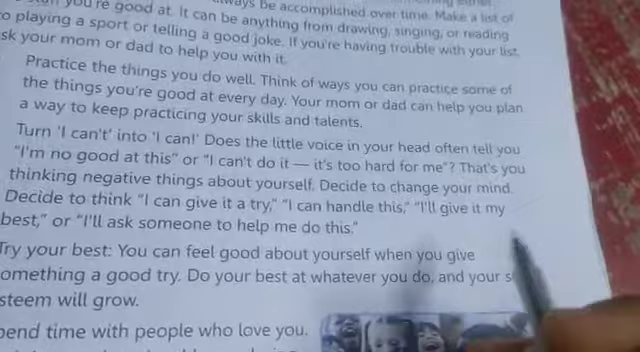 you're good at. It can be anything from drawing, singing, or reading
always be accomplished over time. Make a list of
to playing a sport or telling a good joke. If you're having trouble with your list,
ask your mom or dad to help you with it.
Practice the things you do well. Think of ways you can practice some of
the things you're good at every day. Your mom or dad can help you plan
a way to keep practicing your skills and talents.
Turn 'I can't' into 'I can!' Does the little voice in your head often tell you
"I'm no good at this" or "I can't do it — it's too hard for me"? That's you
thinking negative things about yourself. Decide to change your mind.
Decide to think "I can give it a try," "I can handle this," "I'll give it my
best," or "I'll ask someone to help me do this."
Try your best: You can feel good about yourself when you give
omething a good try. Do your best at whatever you do, and your s
steem will grow.
pend time with people who love you.